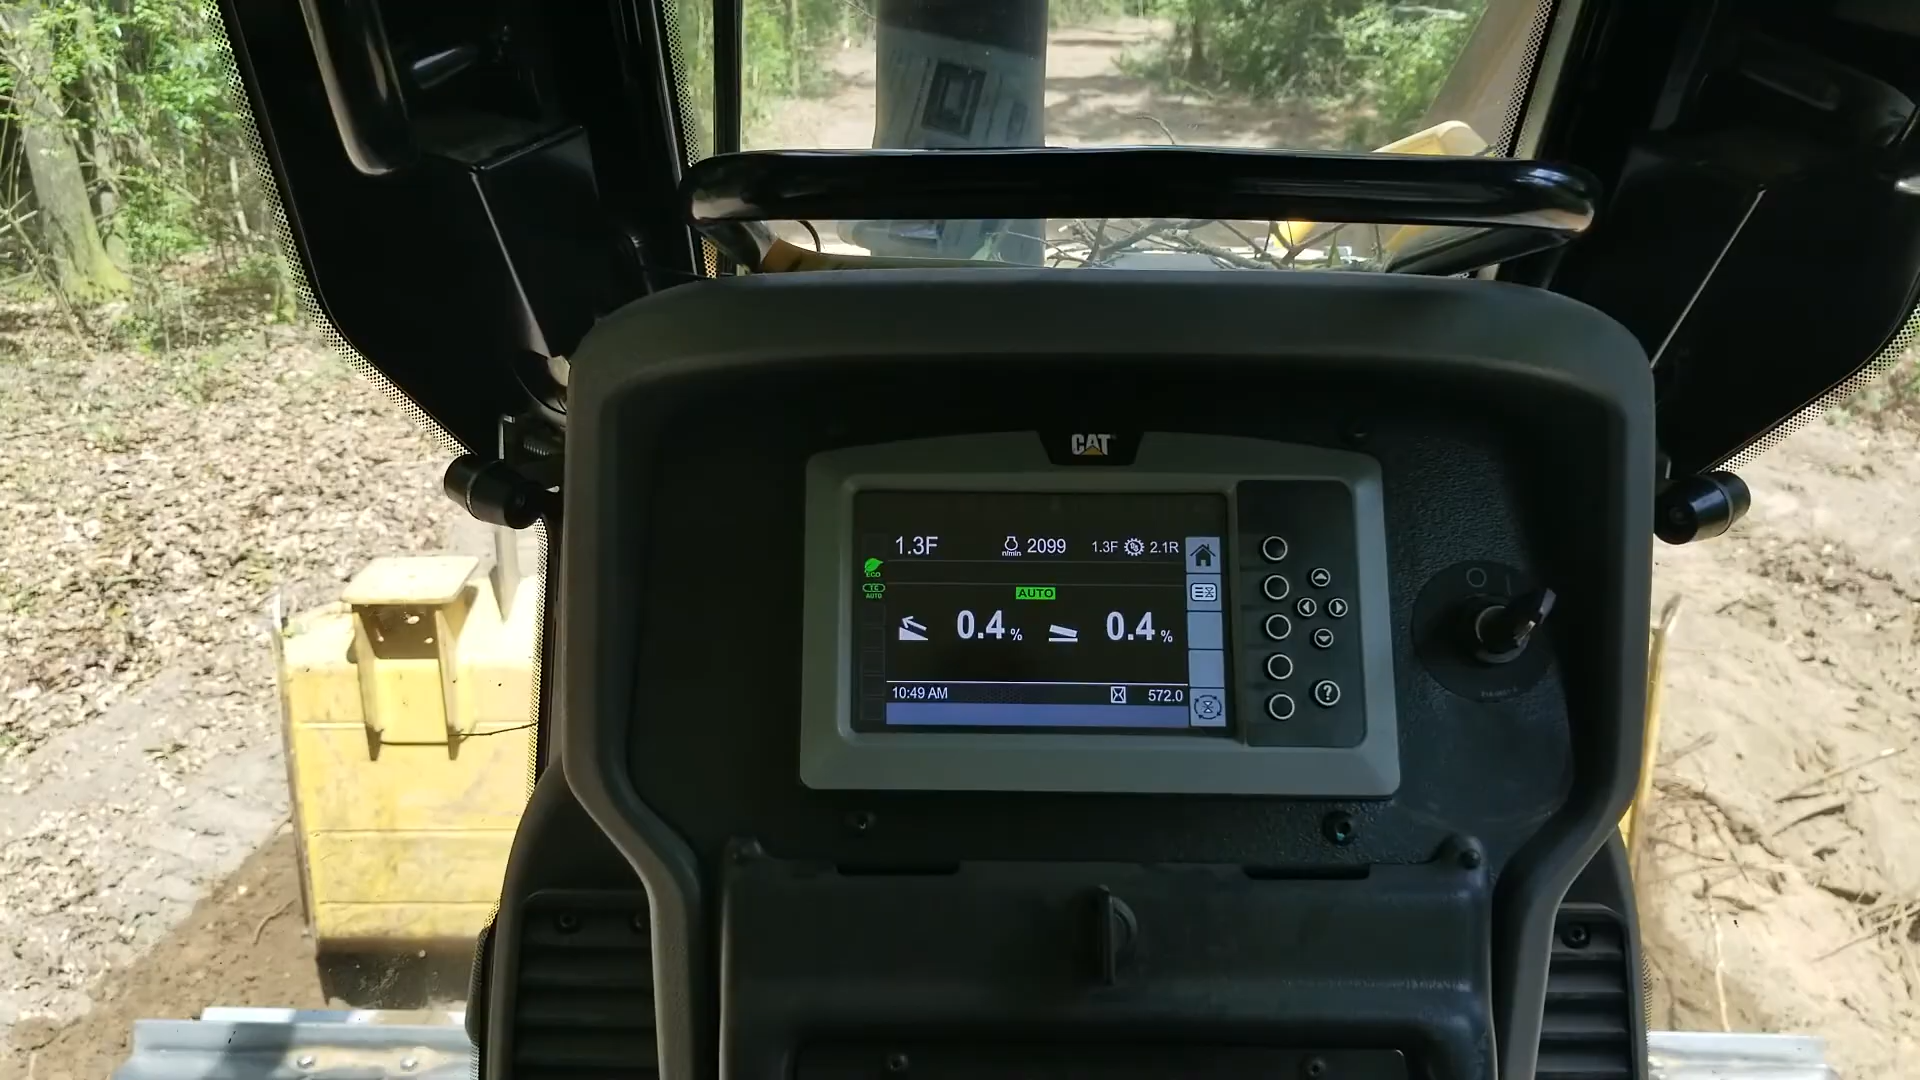 CAT
1.3F
n/min 2099
1.3F 2.1R
ECO
TC
AUTO
AUTO
0.4 %
0.4 %
10:49 AM
572.0
?